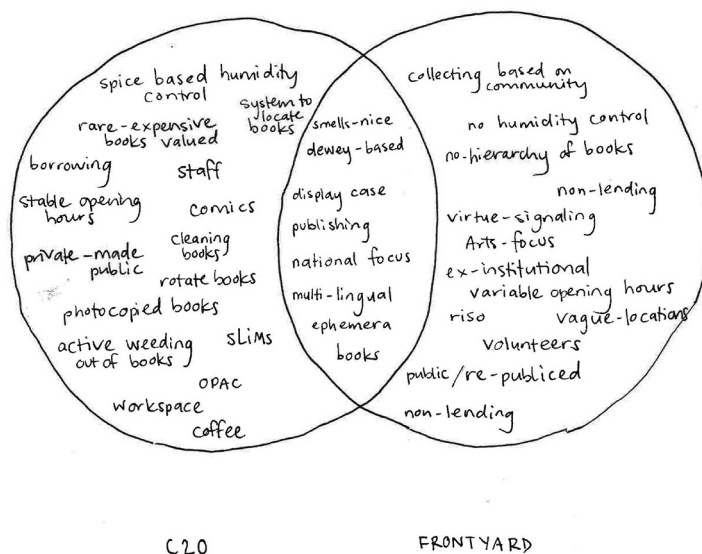 spice based humidity
control
system to
locate
books
rare-expensive
books valued
borrowing
staff
stable opening
hours
comics
private-made
public
cleaning
books
rotate books
photocopied books
active weeding
out of books
SLiMS
OPAC
workspace
coffee
smells-nice
dewey-based
display case
publishing
national focus
multi-lingual
ephemera
books
collecting based on
community
no humidity control
no-hierarchy of books
non-lending
virtue-signaling
Arts-focus
ex-institutional
variable opening hours
riso
vague-locations
volunteers
public/re-publiced
non-lending
C2O
FRONTYARD